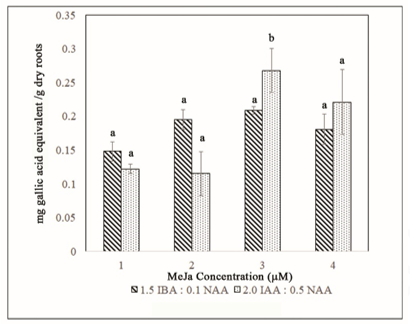 mg gallic acid equivalent /g dry roots
0.35
0.3
0.25
0.2
0.15
0.1
0.05
0
a
a
a
a
a
b
a
a
1
2
3
4
MeJa Concentration (µM)
1.5 IBA : 0.1 NAA 2.0 IAA : 0.5 NAA